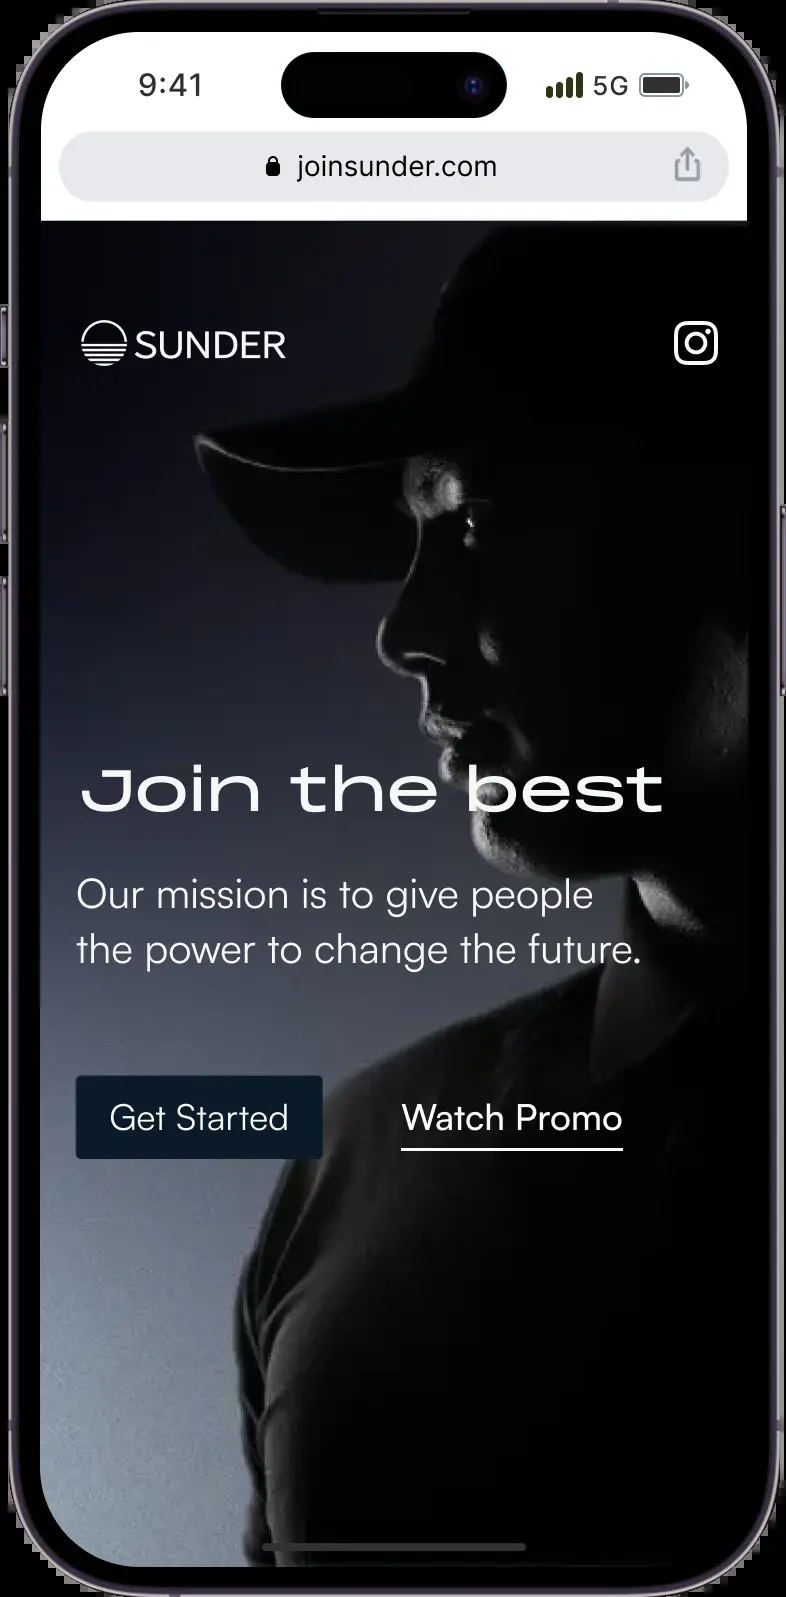 9:41
5G
joinsunder.com
SUNDER
Join the best
Our mission is to give people
the power to change the future.
Get Started
Watch Promo